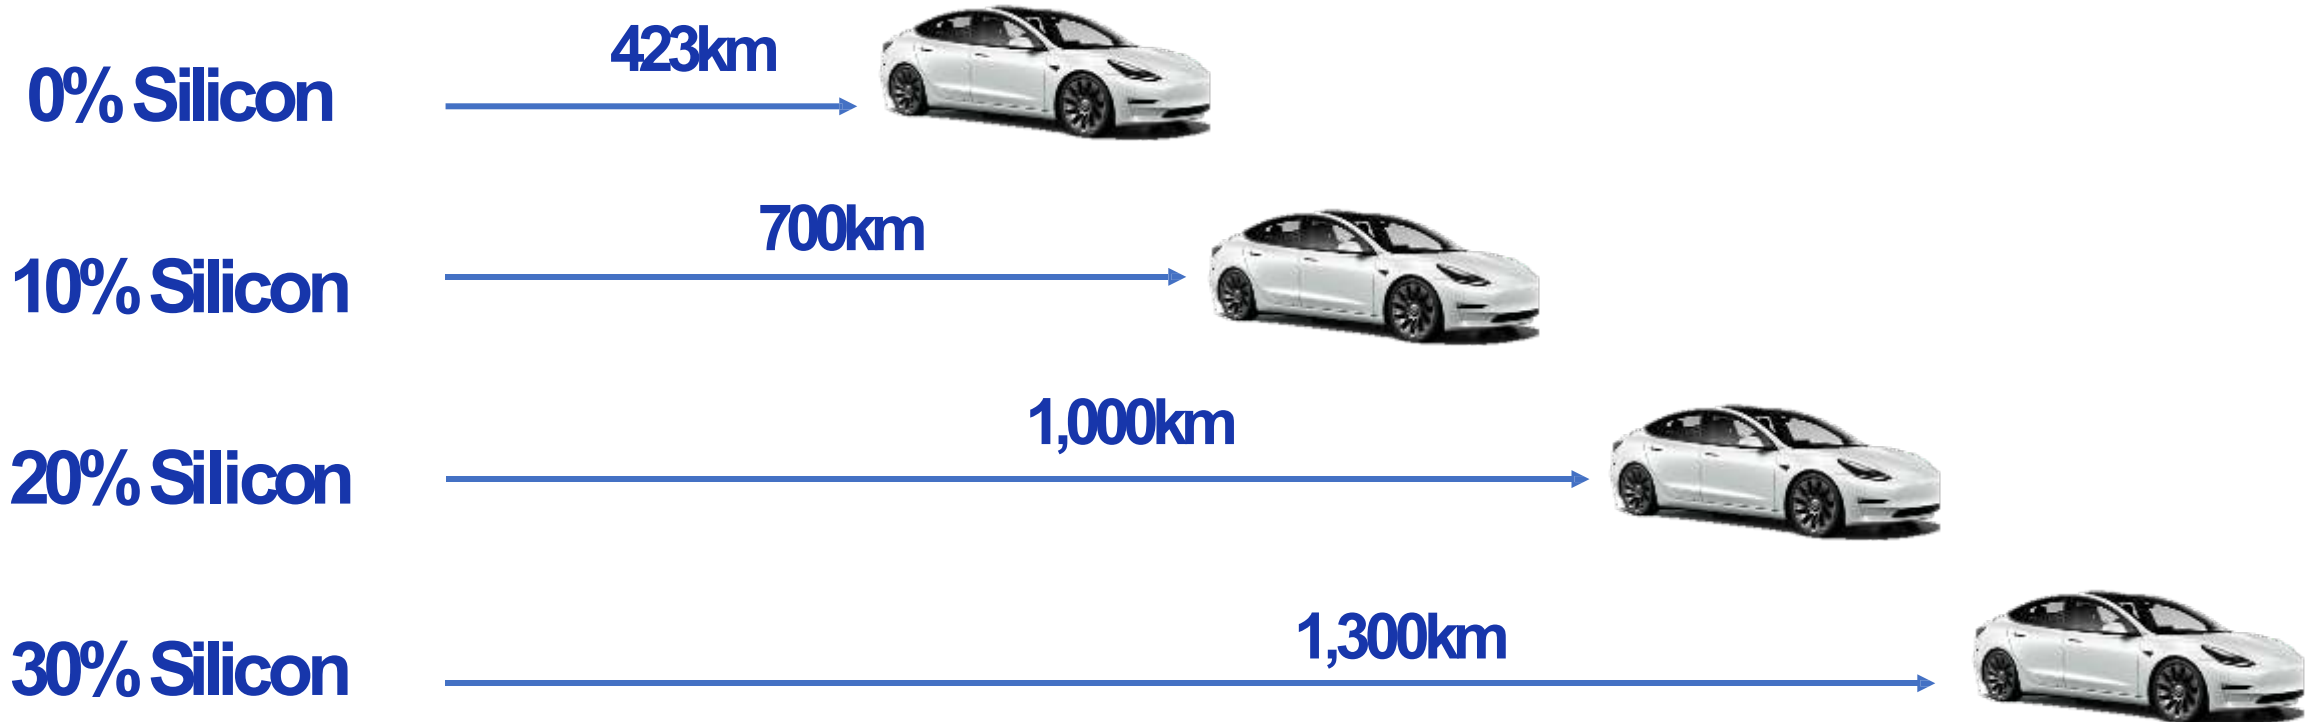 423km
0% Silicon
700km
10% Silicon
1,000km
20% Silicon
1,300km
30% Silicon